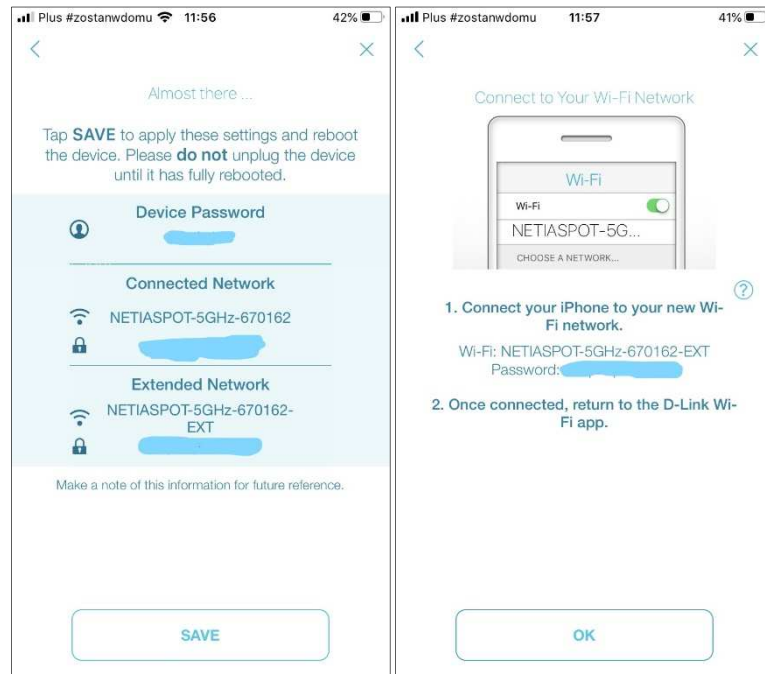 Plus #zostanwdomu 11:56 42%
Almost there ...
Tap SAVE to apply these settings and reboot
the device. Please do not unplug the device
until it has fully rebooted.
Device Password
Connected Network
NETIASPOT-5GHz-670162
Extended Network
NETIASPOT-5GHz-670162-
EXT
Make a note of this information for future reference.
SAVE
Plus #zostanwdomu 11:57 41%
Connect to Your Wi-Fi Network
Wi-Fi
Wi-Fi
NETIASPOT-5G...
CHOOSE A NETWORK...
?
1. Connect your iPhone to your new Wi-
Fi network.
Wi-Fi: NETIASPOT-5GHz-670162-EXT
Password:
2. Once connected, return to the D-Link Wi-
Fi app.
OK